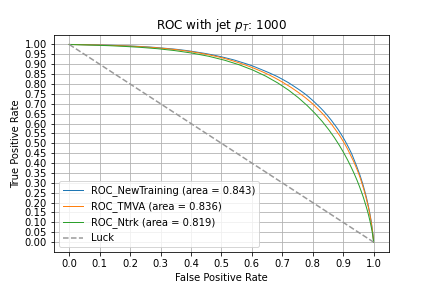 ROC with jet p_T: 1000
True Positive Rate
1.00
0.95
0.90
0.85
0.80
0.75
0.70
0.65
0.60
0.55
0.50
0.45
0.40
0.35
0.30
0.25
0.20
0.15
0.10
0.05
0.00
ROC_NewTraining (area = 0.843)
ROC_TMVA (area = 0.836)
ROC_Ntrk (area = 0.819)
Luck
0.0 0.1 0.2 0.3 0.4 0.5 0.6 0.7 0.8 0.9 1.0
False Positive Rate